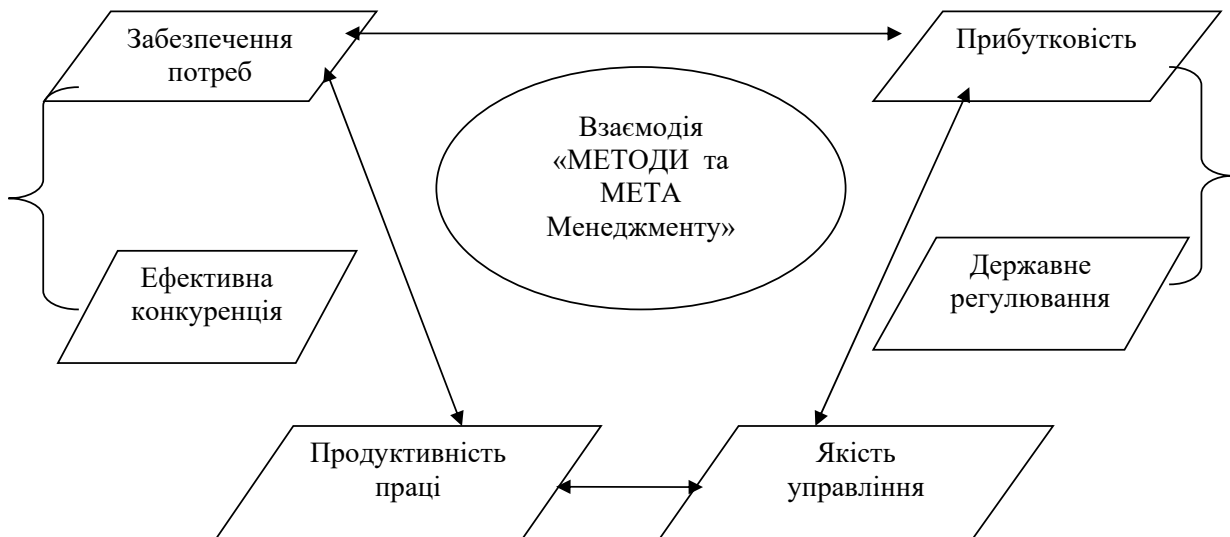 Забезпечення
потреб
Прибутковість
Взаємодія
«МЕТОДИ та
МЕТА
Менеджменту»
Ефективна
конкуренція
Державне
регулювання
Продуктивність
праці
Якість
управління